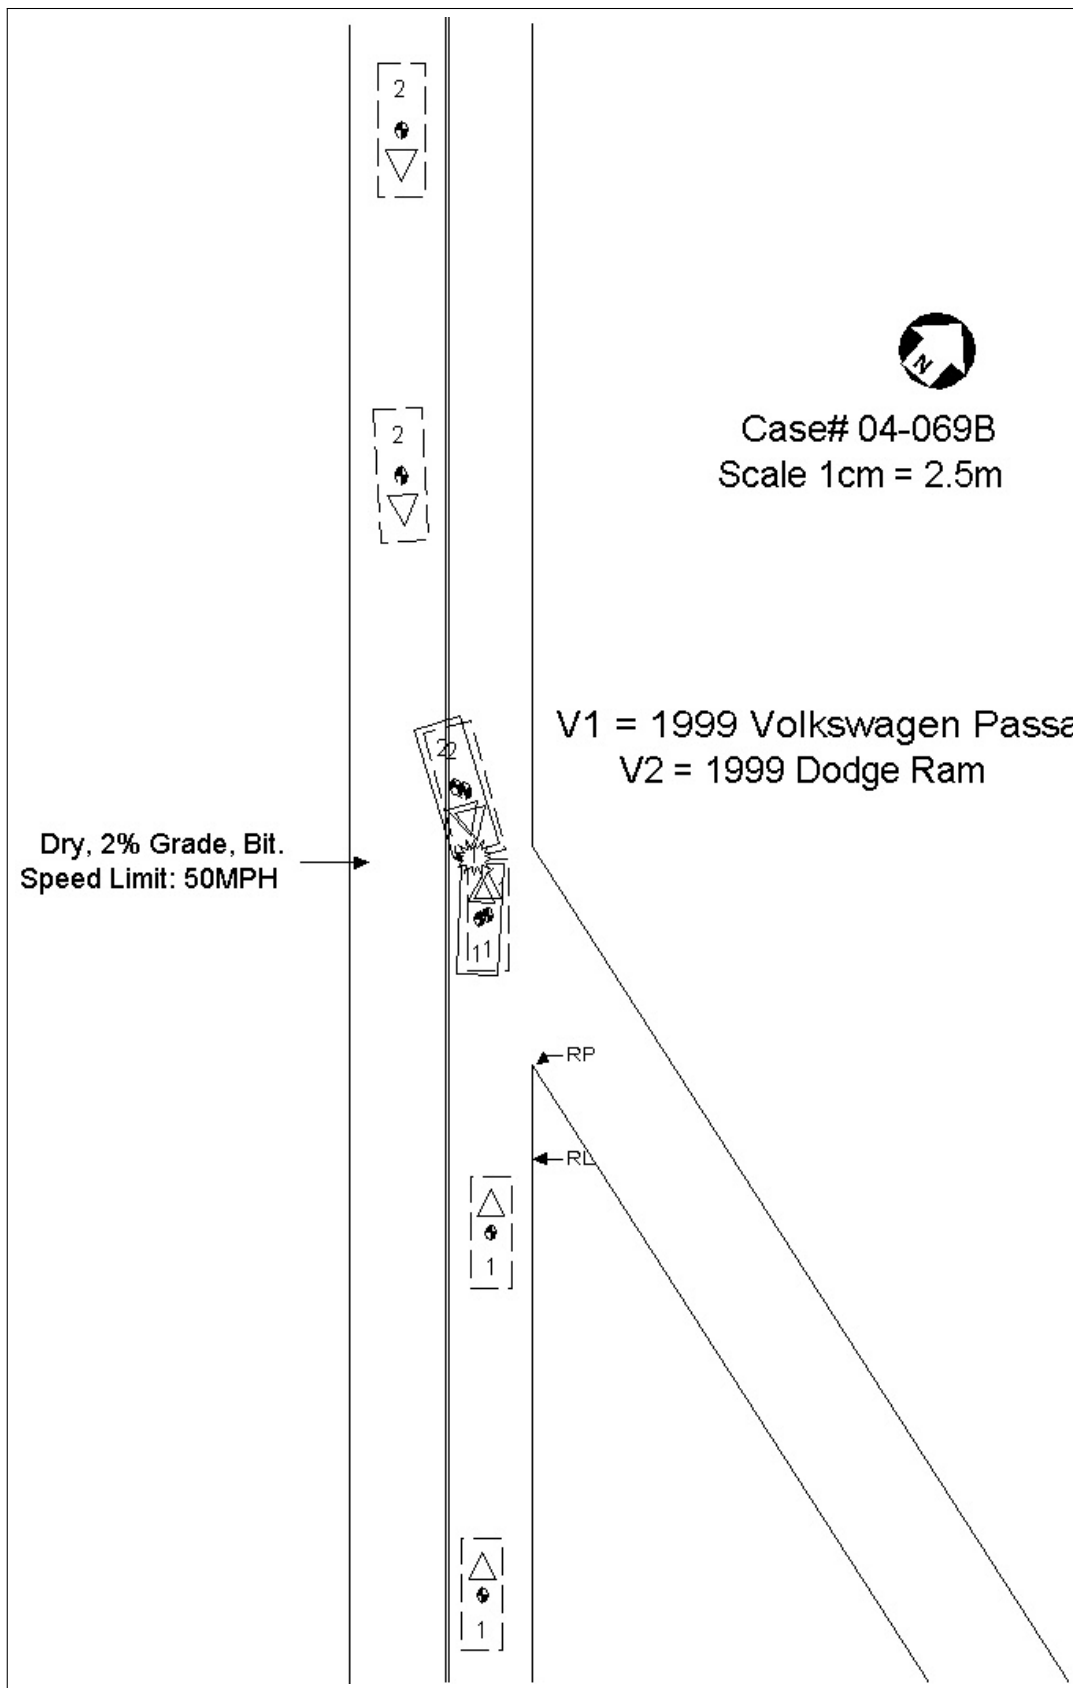 2
2
N
Case# 04-069B
Scale 1cm = 2.5m
V1 = 1999 Volkswagen Passa
V2 = 1999 Dodge Ram
22
Dry, 2% Grade, Bit.
Speed Limit: 50MPH
11
RP
RL
1
1